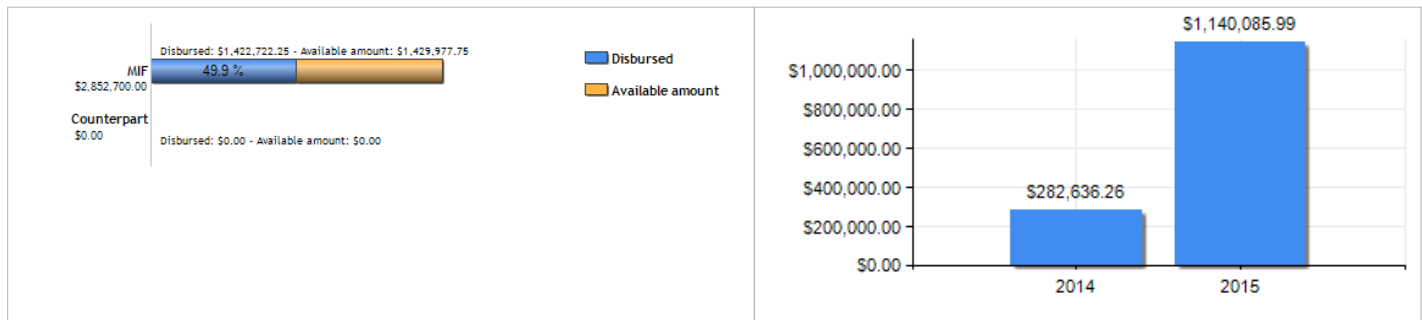 Disbursed: $1,422,722.25 - Available amount: $1,429,977.75
MIF
49.9 %
$2,852,700.00
Counterpart
$0.00
Disbursed: $0.00 - Available amount: $0.00
Disbursed
Available amount
$1,140,085.99
$1,000,000.00
$800,000.00
$600,000.00
$400,000.00
$282,636.26
$200,000.00
$0.00
2014
2015